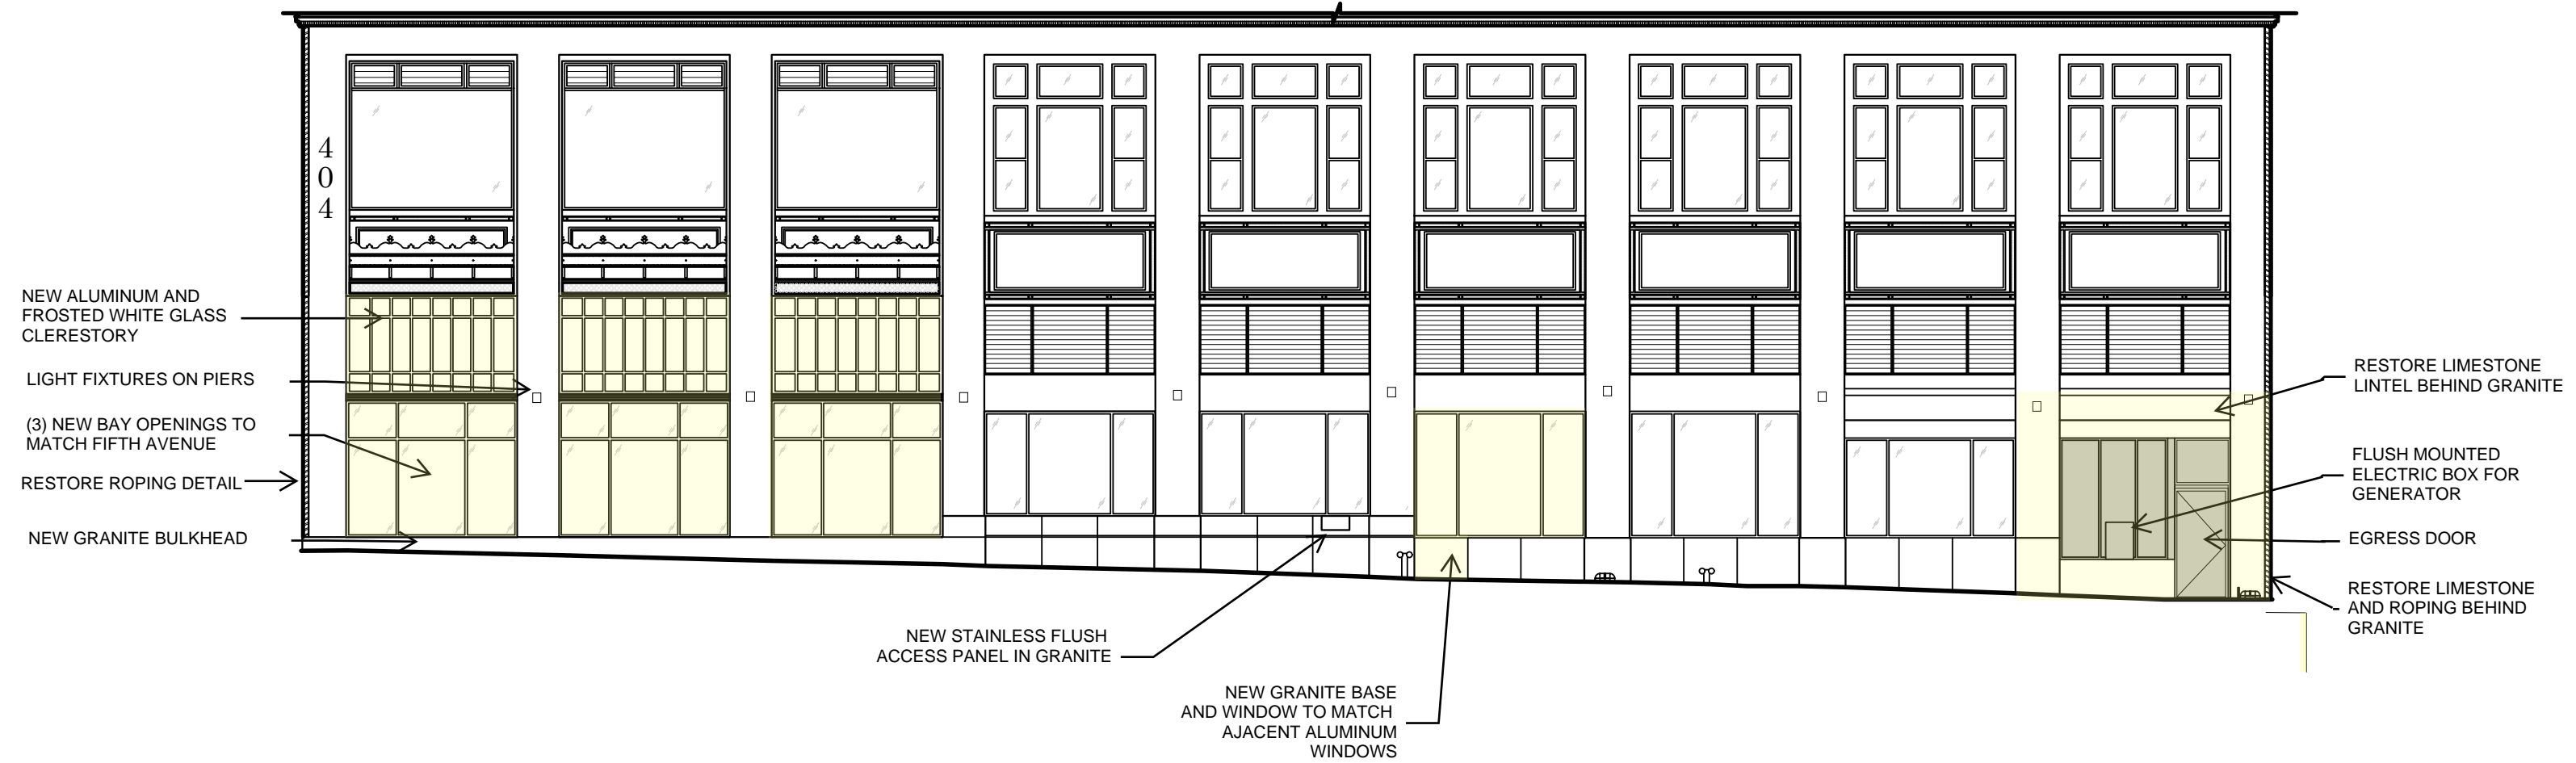 4
0
4
NEW ALUMINUM AND
FROSTED WHITE GLASS
CLERESTORY
LIGHT FIXTURES ON PIERS
(3) NEW BAY OPENINGS TO
MATCH FIFTH AVENUE
RESTORE ROPING DETAIL
NEW GRANITE BULKHEAD
NEW STAINLESS FLUSH
ACCESS PANEL IN GRANITE
NEW GRANITE BASE
AND WINDOW TO MATCH
AJACENT ALUMINUM
WINDOWS
RESTORE LIMESTONE
LINTEL BEHIND GRANITE
FLUSH MOUNTED
ELECTRIC BOX FOR
GENERATOR
EGRESS DOOR
RESTORE LIMESTONE
AND ROPING BEHIND
GRANITE